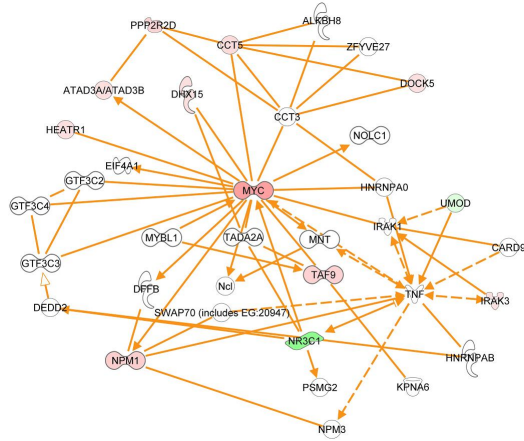 ALKBH8
PPP2R2D
CCT5
ZFYVE27
ATAD3A/ATAD3B
DHX15
DOCK5
CCT3
HEATR1
NOLC1
EIF4A1
GTF3C2
MYC
HNRNPA0
GTF3C4
UMOD
IRAK1
MYBL1
TADA2A
MNT
CARD9
GTF3C3
TAF9
DFFB
Ncl
TNF
IRAK3
DEDD2
SWAP70 (includes EG:20947)
NR3C1
NPM1
HNRNPAB
PSMG2
KPNA6
NPM3